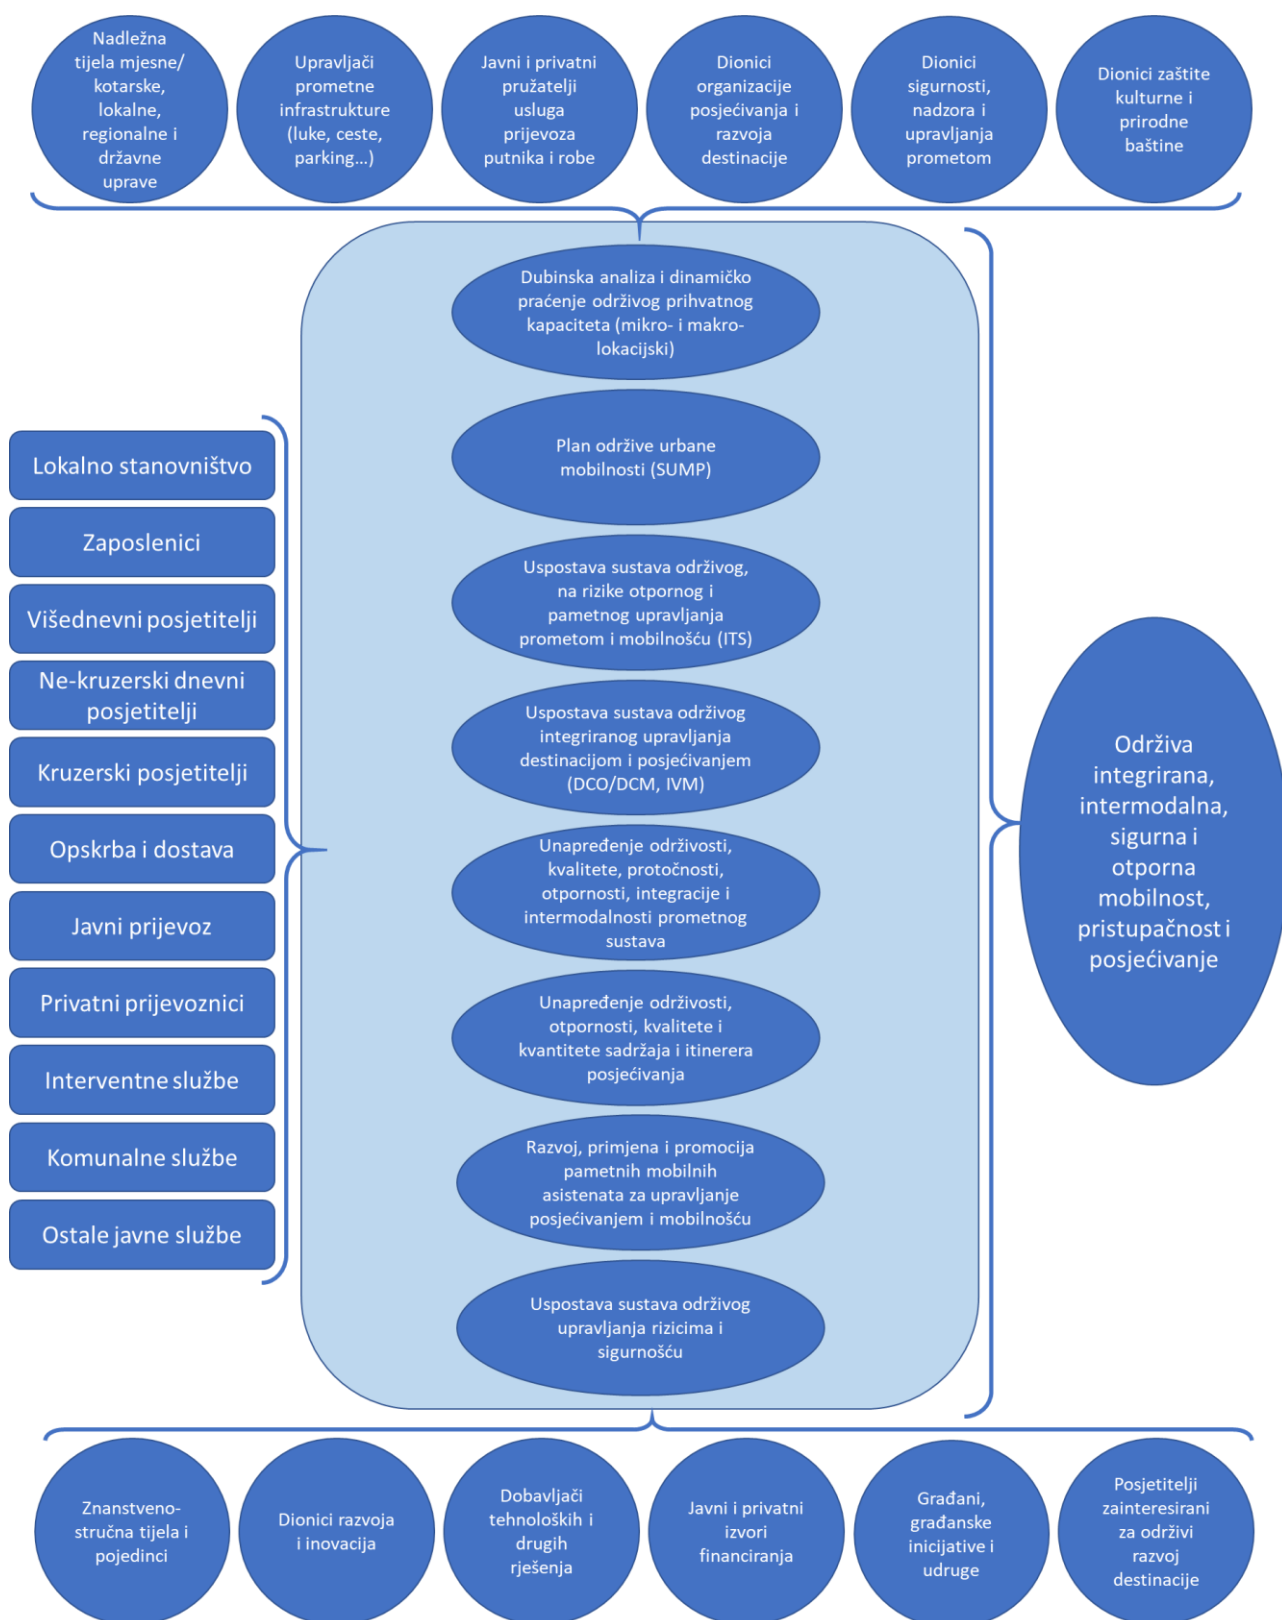 Nadležna
tijela mjesne/
kotarske,
lokalne,
regionalne i
državne
uprave
Upravljači
prometne
infrastrukture
(luke, ceste,
parking...)
Javni i privatni
pružatelji
usluga
prijevoza
putnika i robe
Dionici
organizacije
posjećivanja i
razvoja
destinacije
Dionici
sigurnosti,
nadzora i
upravljanja
prometom
Dionici zaštite
kulturne i
prirodne
baštine
Dubinska analiza i dinamičko
praćenje održivog prihvatnog
kapaciteta (mikro- i makro-
lokacijski)
Plan održive urbane
mobilnosti (SUMP)
Uspostava sustava održivog,
na rizike otpornog i
pametnog upravljanja
prometom i mobilnošću (ITS)
Uspostava sustava održivog
integriranog upravljanja
destinacijom i posjećivanjem
(DCO/DCM, IVM)
Unapređenje održivosti,
kvalitete, protočnosti,
otpornosti, integracije i
intermodalnosti prometnog
sustava
Unapređenje održivosti,
otpornosti, kvalitete i
kvantitete sadržaja i itinerera
posjećivanja
Razvoj, primjena i promocija
pametnih mobilnih
asistenata za upravljanje
posjećivanjem i mobilnošću
Uspostava sustava održivog
upravljanja rizicima i
sigurnošću
Lokalno stanovništvo
Zaposlenici
Višednevni posjetitelji
Ne-kruzerski dnevni
posjetitelji
Kruzerski posjetitelji
Opskrba i dostava
Javni prijevoz
Privatni prijevoznici
Interventne službe
Komunalne službe
Ostale javne službe
Održiva
integrirana,
intermodalna,
sigurna i
otporna
mobilnost,
pristupačnost i
posjećivanje
Znanstveno-
stručna tijela i
pojedinci
Dionici razvoja
i inovacija
Dobavljači
tehnoloških i
drugih
rješenja
Javni i privatni
izvori
financiranja
Građani,
građanske
inicijative i
udruge
Posjetitelji
zainteresirani
za održivi
razvoj
destinacije